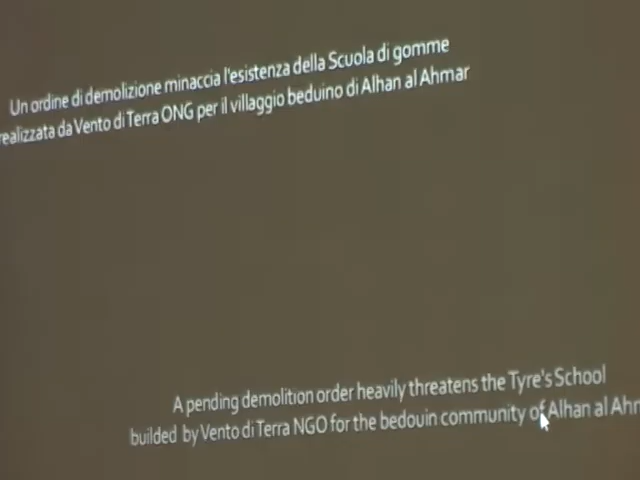 Un ordine di demolizione minaccia l'esistenza della Scuola di gomme
realizzata da Vento di Terra ONG per il villaggio beduino di Alhan al Ahmar
A pending demolition order heavily threatens the Tyre's School
builded by Vento di Terra NGO for the bedouin community of Alhan al